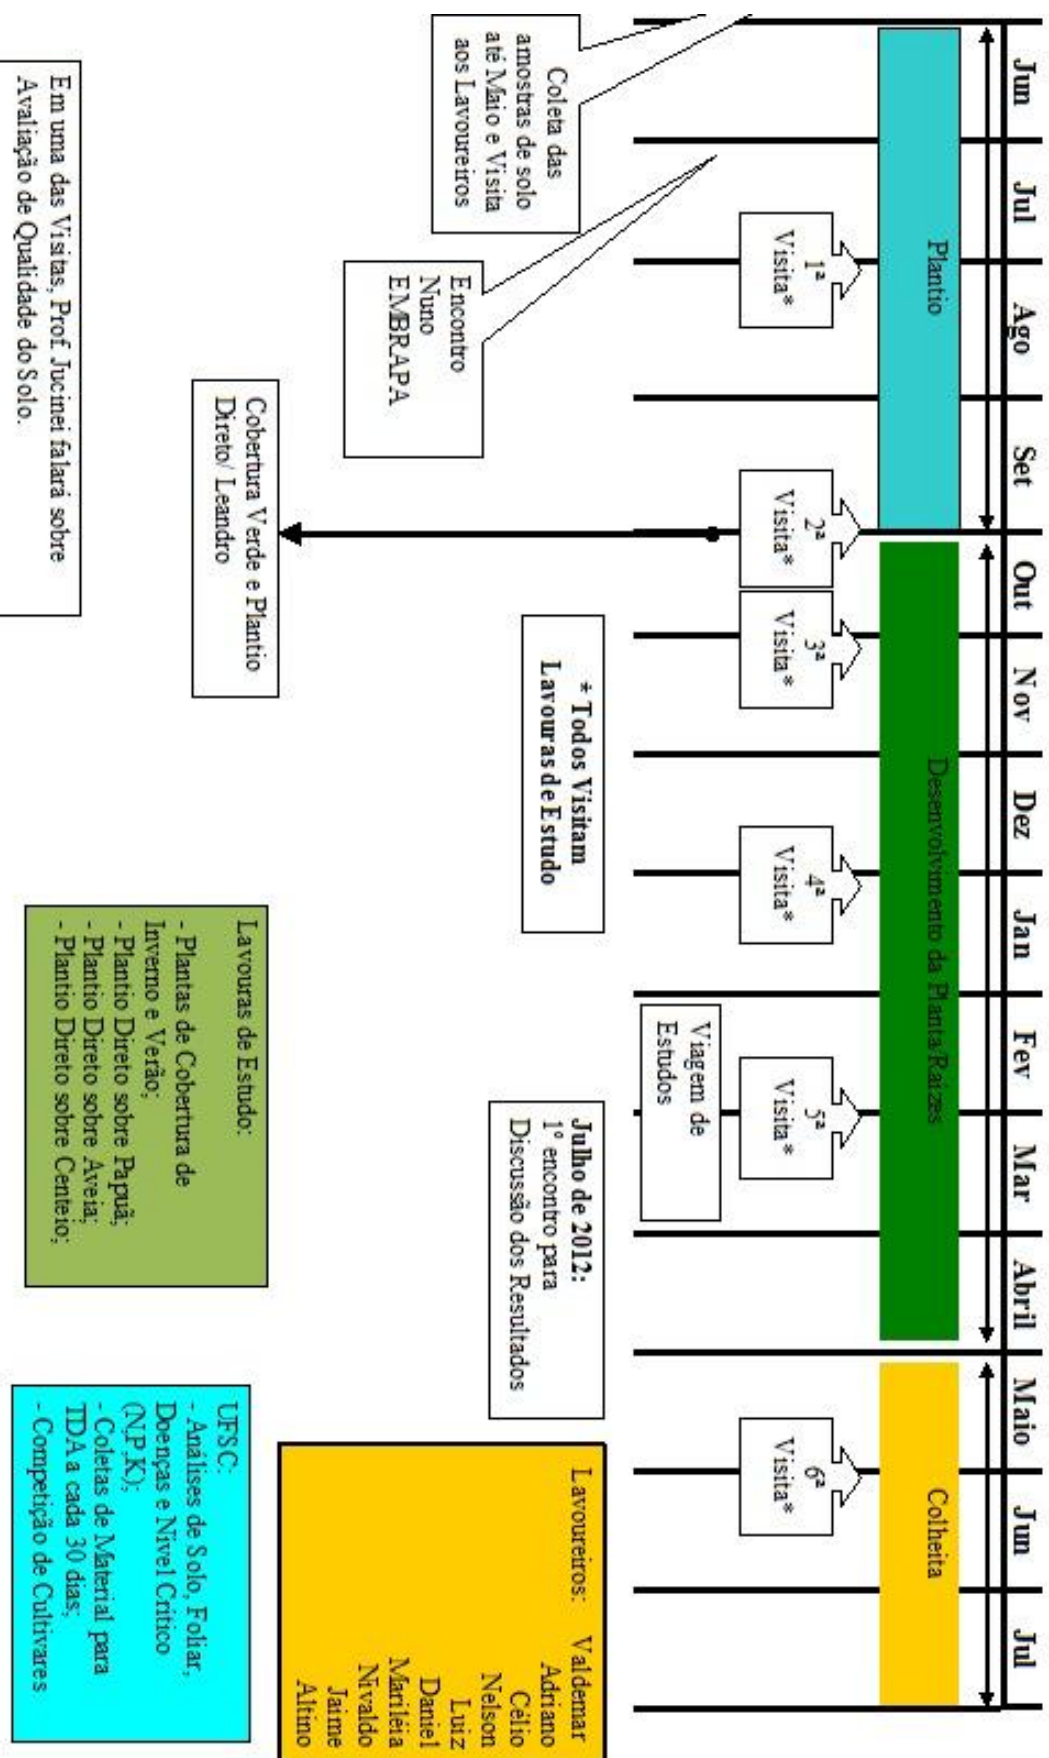 Jun Jul Ago Set Out Nov Dez Jan Fev Mar Abril Maio Jun Jul
Plantio
Desenvolvimento da Planta/Raízes
Colheita
1ª
Visita*
2ª
Visita*
3ª
Visita*
4ª
Visita*
5ª
Visita*
6ª
Visita*
Coleta das
amostras de solo
até Maio e Visita
aos Lavoureiros
Encontro
Nuno
EMBRAPA
Cobertura Verde e Plantio
Direto/ Leandro
* Todos Visitam
Lavouras de Estudo
Viagem de
Estudos
Julho de 2012:
1º encontro para
Discussão dos Resultados
Lavoureiros: Valdemar
Adriano
Célio
Nelson
Luiz
Daniel
Mariléia
Nivaldo
Jaime
Altino
Em uma das Visitas, Prof. Jucinei falará sobre
Avaliação de Qualidade do Solo.
Lavouras de Estudo:
- Plantas de Cobertura de
Inverno e Verão;
- Plantio Direto sobre Papuã;
- Plantio Direto sobre Aveia;
- Plantio Direto sobre Centeio;
UFSC:
- Análises de Solo, Foliar,
Doenças e Nível Crítico
(N,P,K);
- Coletas de Material para
TDA a cada 30 dias;
- Competição de Cultivares